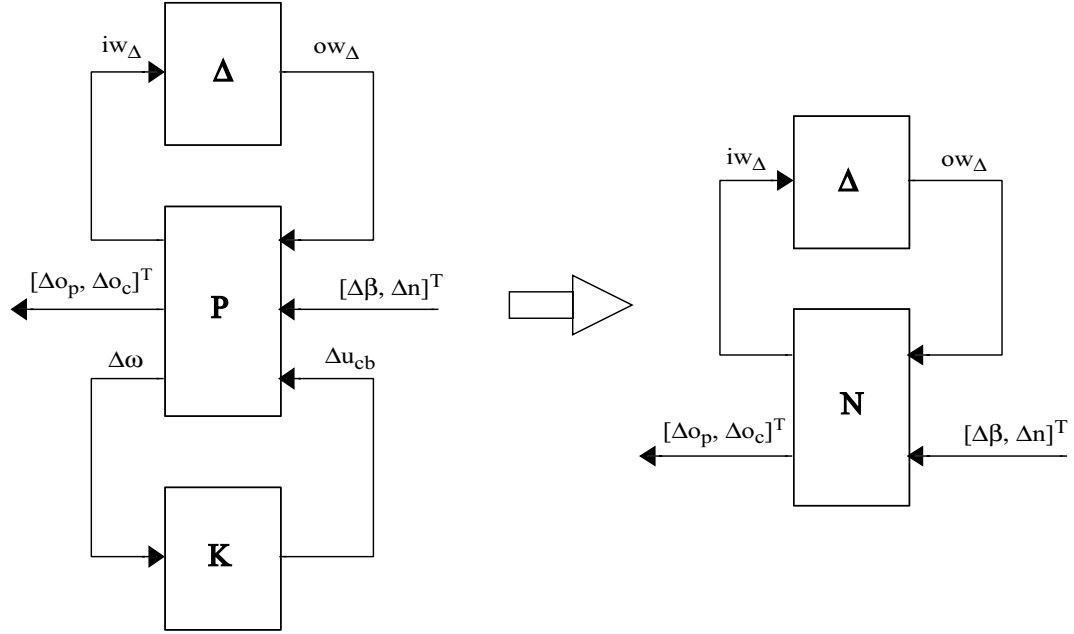 iw_Δ
Δ
ow_Δ
[Δo_p, Δo_c]^T
P
[Δβ, Δn]^T
Δω
Δu_cb
K
iw_Δ
Δ
ow_Δ
[Δo_p, Δo_c]^T
N
[Δβ, Δn]^T